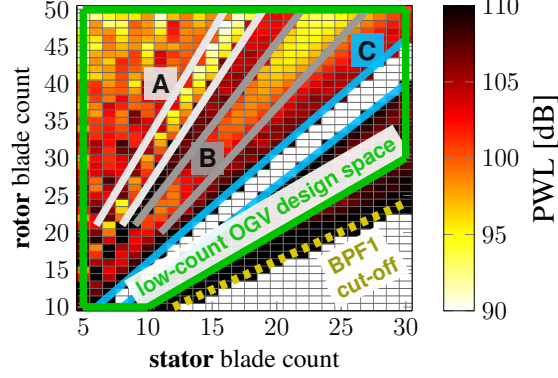 50
45
40
35
30
25
20
15
10
5
10
15
20
25
30
rotor blade count
stator blade count
A
B
C
low-count OGV design space
BPF1
cut-off
110
105
100
95
90
PWL [dB]